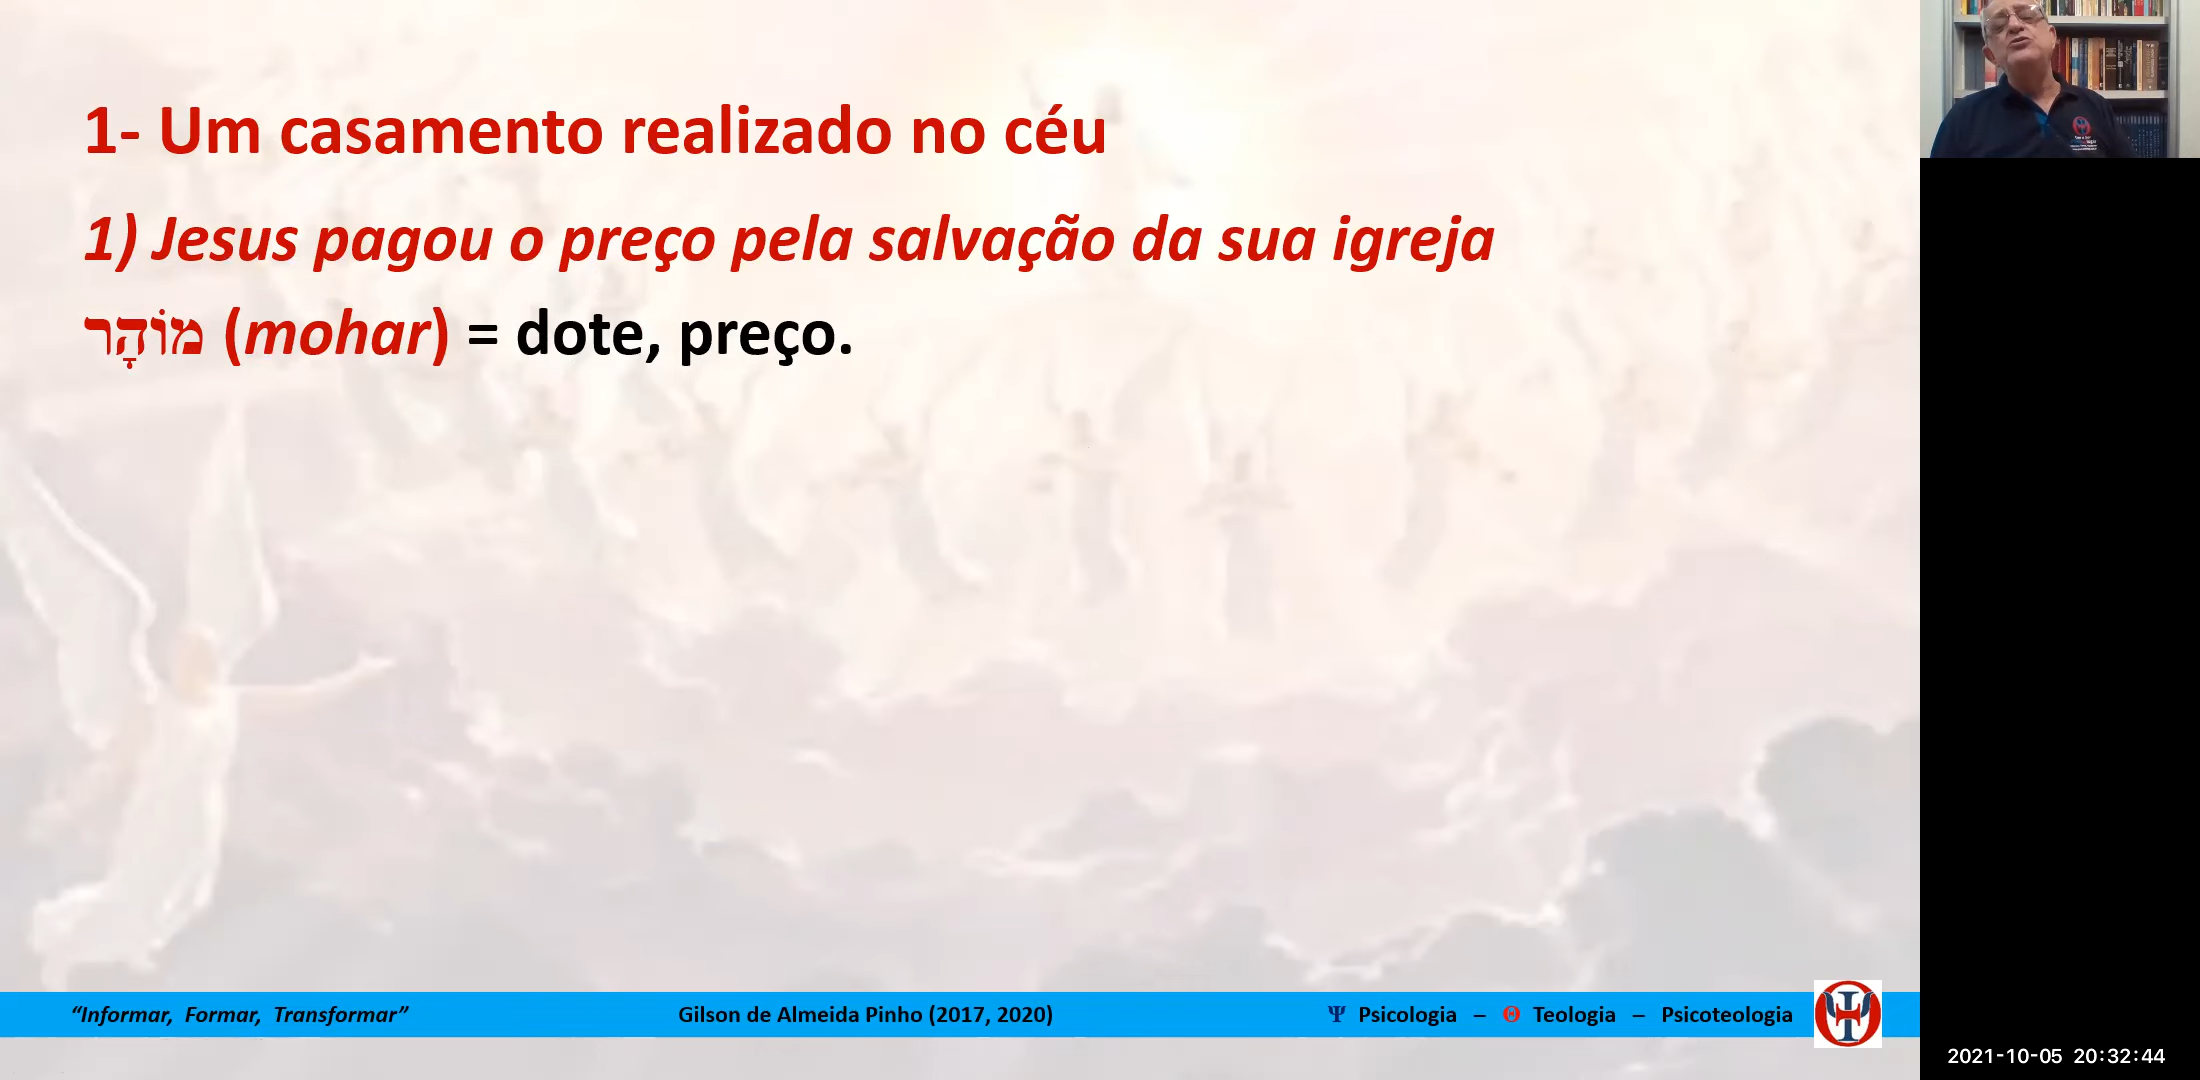 1- Um casamento realizado no céu
1) Jesus pagou o preço pela salvação da sua igreja
מוֹהָר (mohar) = dote, preço.
“Informar, Formar, Transformar”
Gilson de Almeida Pinho (2017, 2020)
Ψ Psicologia – Θ Teologia – Psicoteologia
2021-10-05 20:32:44